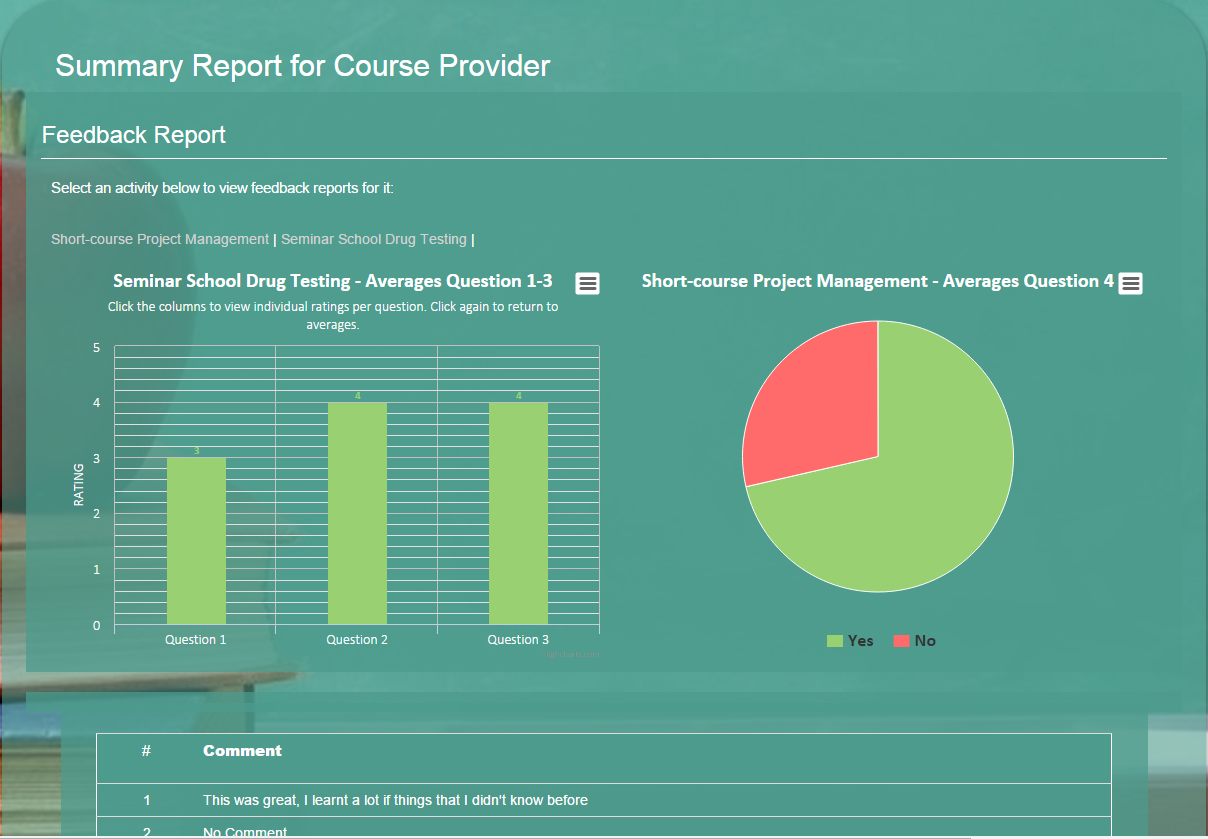 Summary Report for Course Provider
Feedback Report
Select an activity below to view feedback reports for it:
Short-course Project Management | Seminar School Drug Testing |
Seminar School Drug Testing - Averages Question 1-3
Click the columns to view individual ratings per question. Click again to return to
averages.
RATING
5
4
3
2
1
0
3
4
4
Question 1
Question 2
Question 3
Short-course Project Management - Averages Question 4
Yes
No
# Comment
1 This was great, I learnt a lot if things that I didn't know before
2 No Comment